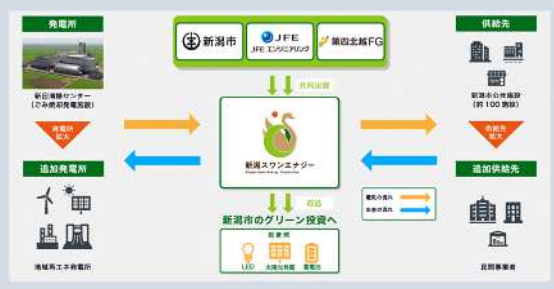 発電所
新田清掃センター
(ごみ焼却発電施設)
発電所
拡大
追加発電所
地域再エネ発電所
新潟市
JFE
JFE エンジニアリング
第四北越FG
共同出資
新潟スワンエナジー
収益
新潟市のグリーン投資へ
投資例
LED
太陽光発電
蓄電池
供給先
新潟市公共施設
(約100施設)
供給先
拡大
追加供給先
民間事業者
電気の流れ
お金の流れ